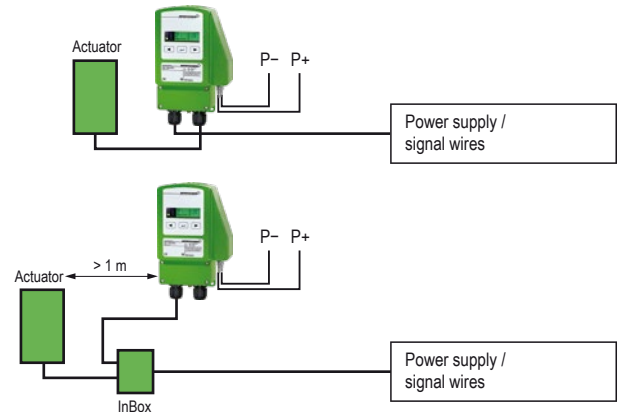 Actuator
P– P+
Power supply /
signal wires
P– P+
> 1 m
Actuator
Power supply /
signal wires
InBox